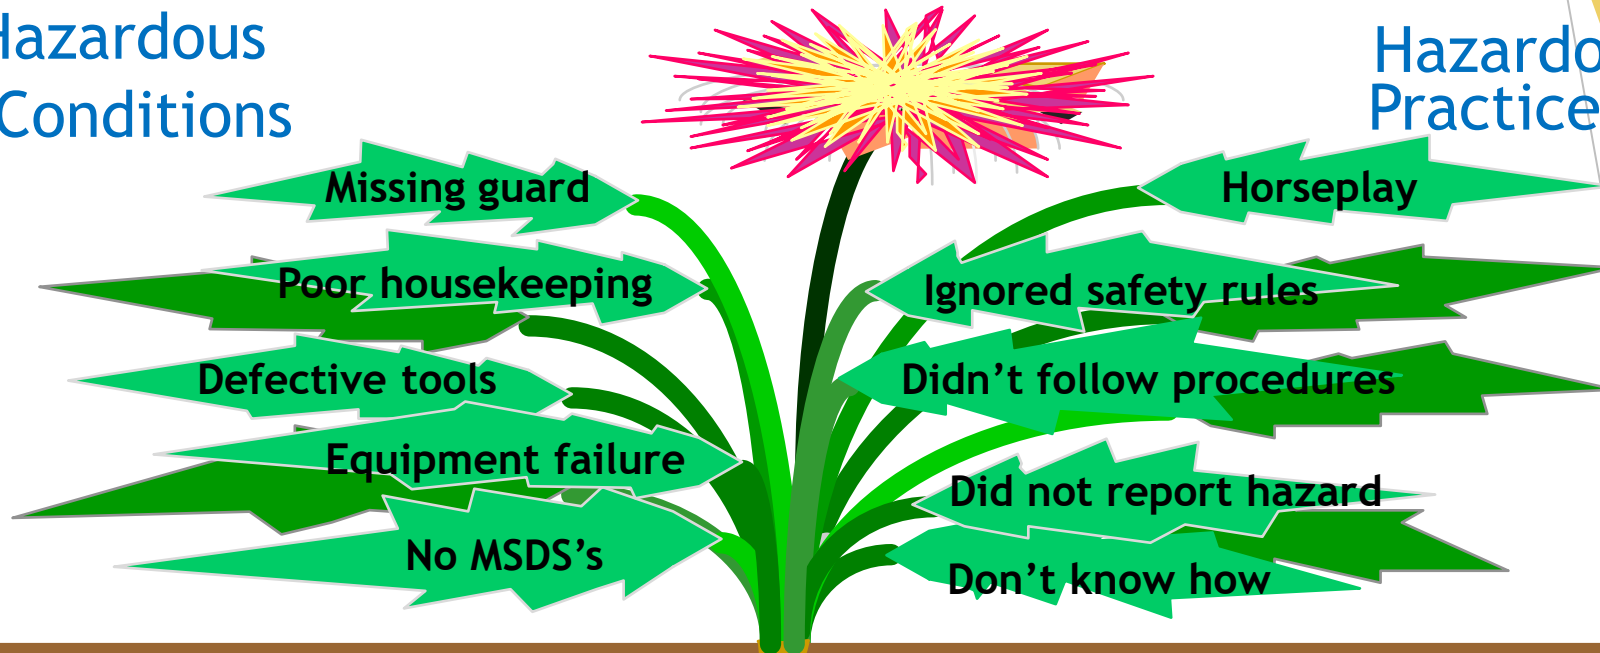 Hazardous
Conditions
Missing guard
Poor housekeeping
Defective tools
Equipment failure
No MSDS’s
Hazardo
Practice
Horseplay
Ignored safety rules
Didn’t follow procedures
Did not report hazard
Don’t know how